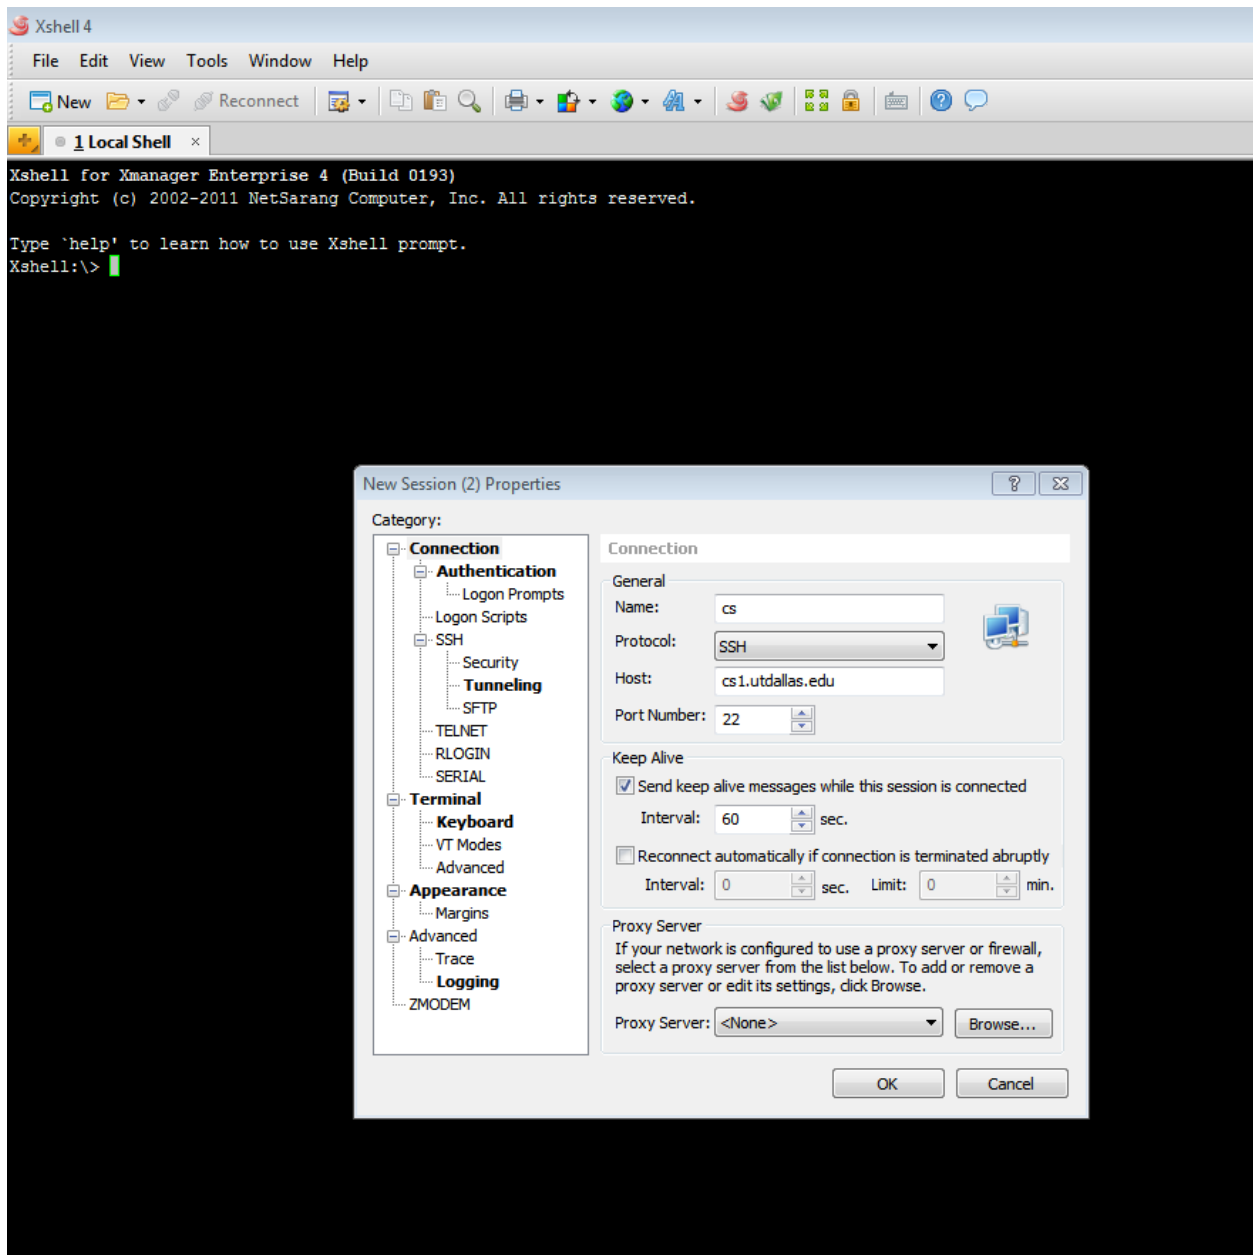 Xshell 4
File Edit View Tools Window Help
New Reconnect
1 Local Shell
Xshell for Xmanager Enterprise 4 (Build 0193)
Copyright (c) 2002-2011 NetSarang Computer, Inc. All rights reserved.
Type `help' to learn how to use Xshell prompt.
Xshell:\>
New Session (2) Properties
Category:
Connection
Authentication
Logon Prompts
Logon Scripts
SSH
Security
Tunneling
SFTP
TELNET
RLOGIN
SERIAL
Terminal
Keyboard
VT Modes
Advanced
Appearance
Margins
Advanced
Trace
Logging
ZMODEM
Connection
General
Name: cs
Protocol: SSH
Host: cs1.utdallas.edu
Port Number: 22
Keep Alive
Send keep alive messages while this session is connected
Interval: 60 sec.
Reconnect automatically if connection is terminated abruptly
Interval: 0 sec. Limit: 0 min.
Proxy Server
If your network is configured to use a proxy server or firewall,
select a proxy server from the list below. To add or remove a
proxy server or edit its settings, click Browse.
Proxy Server: <None> Browse...
OK Cancel